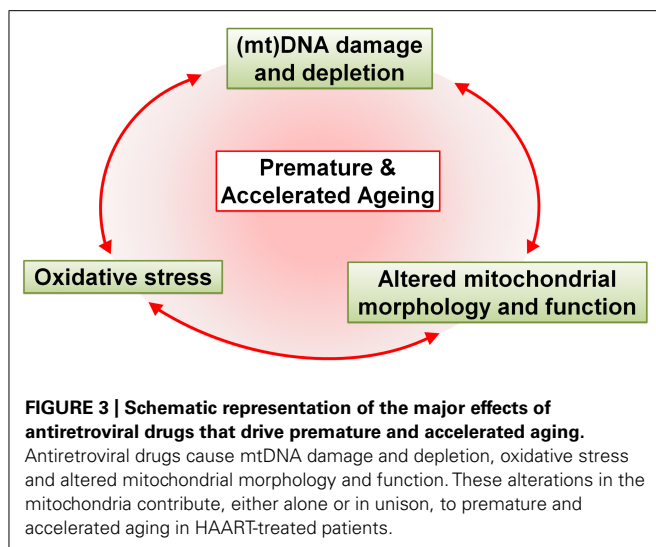 (mt)DNA damage
and depletion
Premature &
Accelerated Ageing
Oxidative stress
Altered mitochondrial
morphology and function
FIGURE 3 | Schematic representation of the major effects of
antiretroviral drugs that drive premature and accelerated aging.
Antiretroviral drugs cause mtDNA damage and depletion, oxidative stress
and altered mitochondrial morphology and function. These alterations in the
mitochondria contribute, either alone or in unison, to premature and
accelerated aging in HAART-treated patients.